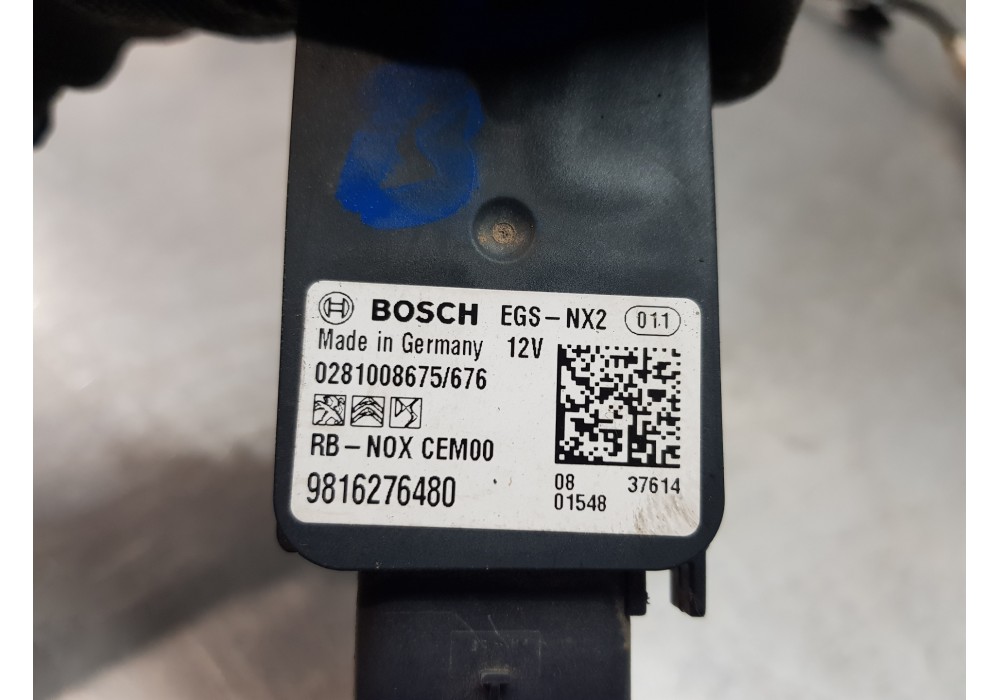 BOSCH EGS-NX2 011
Made in Germany 12V
0281008675/676
RB-NOX CEM00
9816276480
08 37614
01548